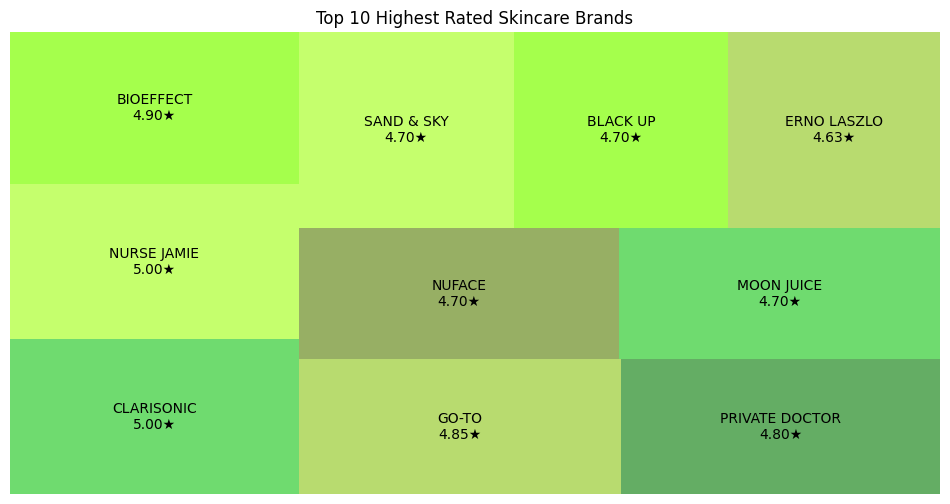 Top 10 Highest Rated Skincare Brands
BIOEFFECT
4.90★
SAND & SKY
4.70★
BLACK UP
4.70★
ERNO LASZLO
4.63★
NURSE JAMIE
5.00★
NUFACE
4.70★
MOON JUICE
4.70★
CLARISONIC
5.00★
GO-TO
4.85★
PRIVATE DOCTOR
4.80★